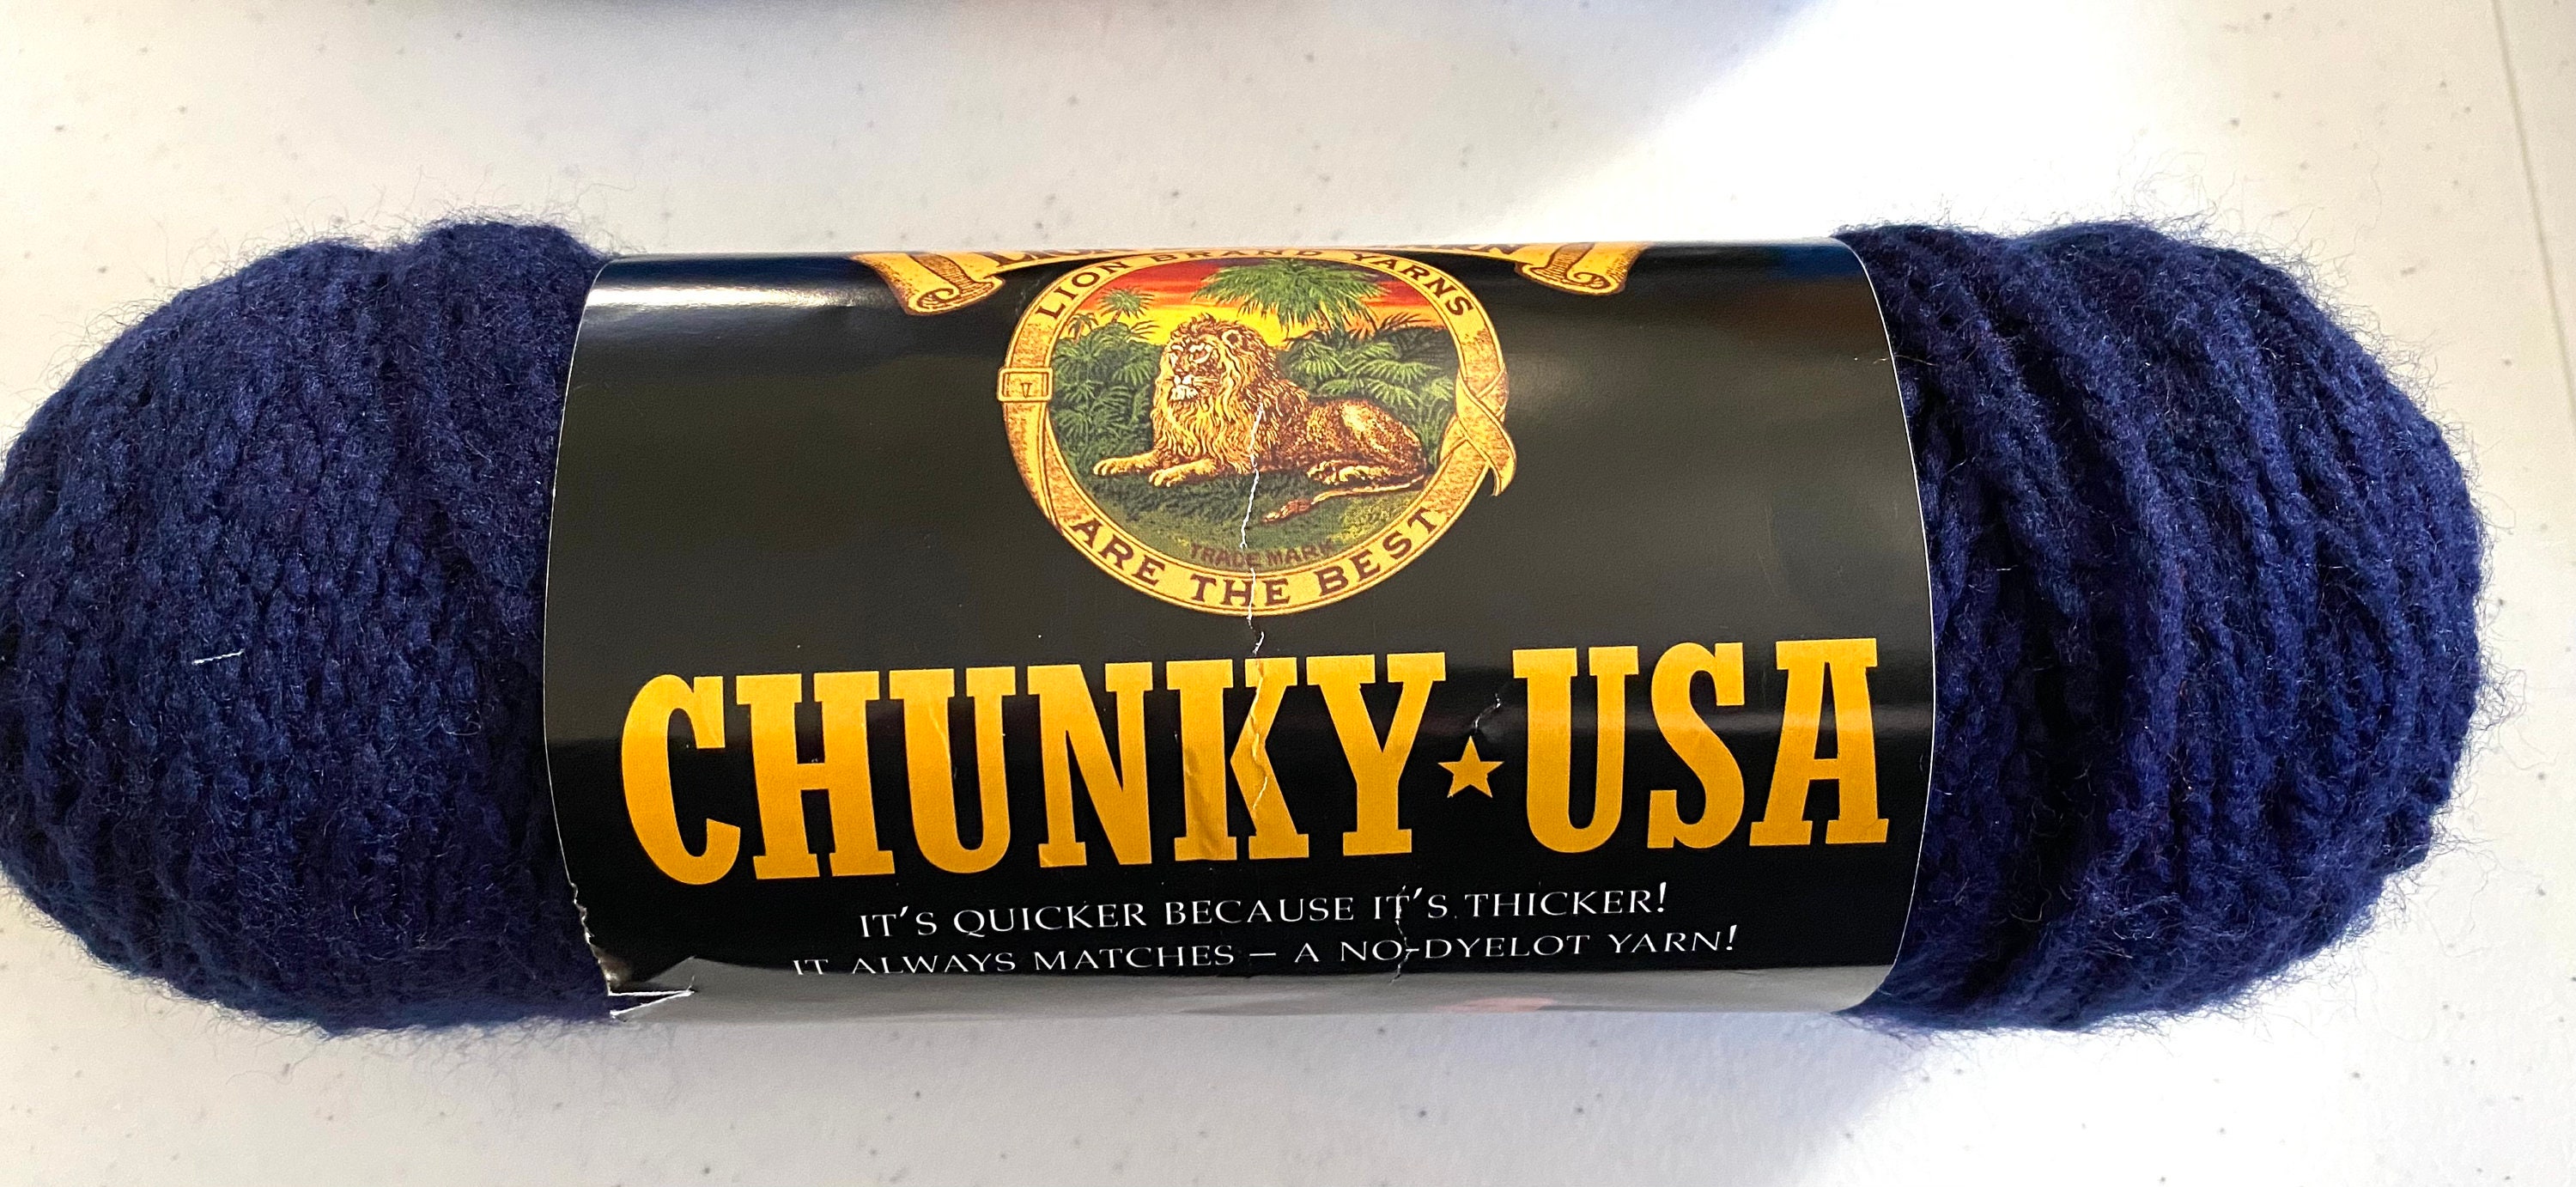 LION BRAND YARNS
TRADE MARK
ARE THE BEST
CHUNKY★USA
IT'S QUICKER BECAUSE IT'S THICKER!
IT ALWAYS MATCHES – A NO-DYELOT YARN!